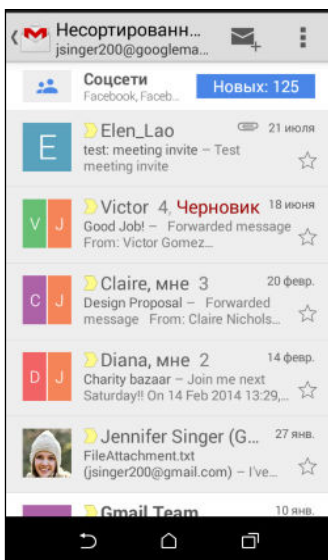 Несортированн...
jsinger200@googlema...
Соцсети
Facebook, Faceb...
Новых: 125
E
Elen_Lao
21 июля
test: meeting invite – Test
meeting invite
V J
Victor 4, Черновик
18 июня
Good Job! – Forwarded message
From: Victor Gomez...
C J
Claire, мне 3
20 февр.
Design Proposal – Forwarded
message From: Claire Nichols...
D J
Diana, мне 2
14 февр.
Charity bazaar – Join me next
Saturday!! On 14 Feb 2014 13:29,...
Jennifer Singer (G...
27 янв.
FileAttachment.txt
(jsinger200@gmail.com) – I've...
Gmail Team
10 янв.